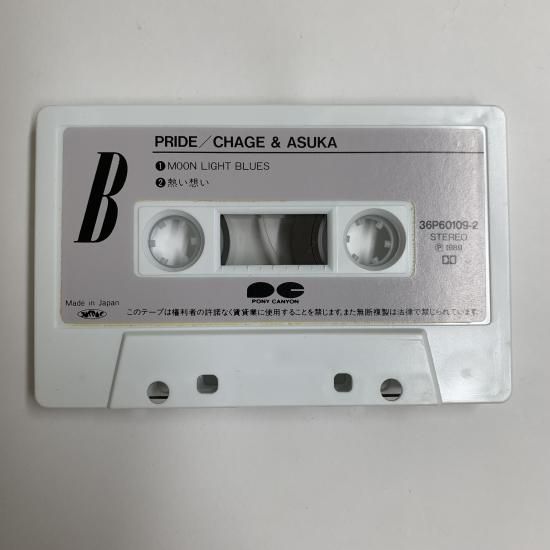 B
PRIDE/CHAGE & ASUKA
❶ MOON LIGHT BLUES
❷ 熱い想い
36P60109-2
STEREO
Ⓟ 1989
PONY CANYON
Made in Japan
JASRAC
このテープは権利者の許諾なく賃貸業に使用することを禁じます。また無断複製は法律で禁じられています。